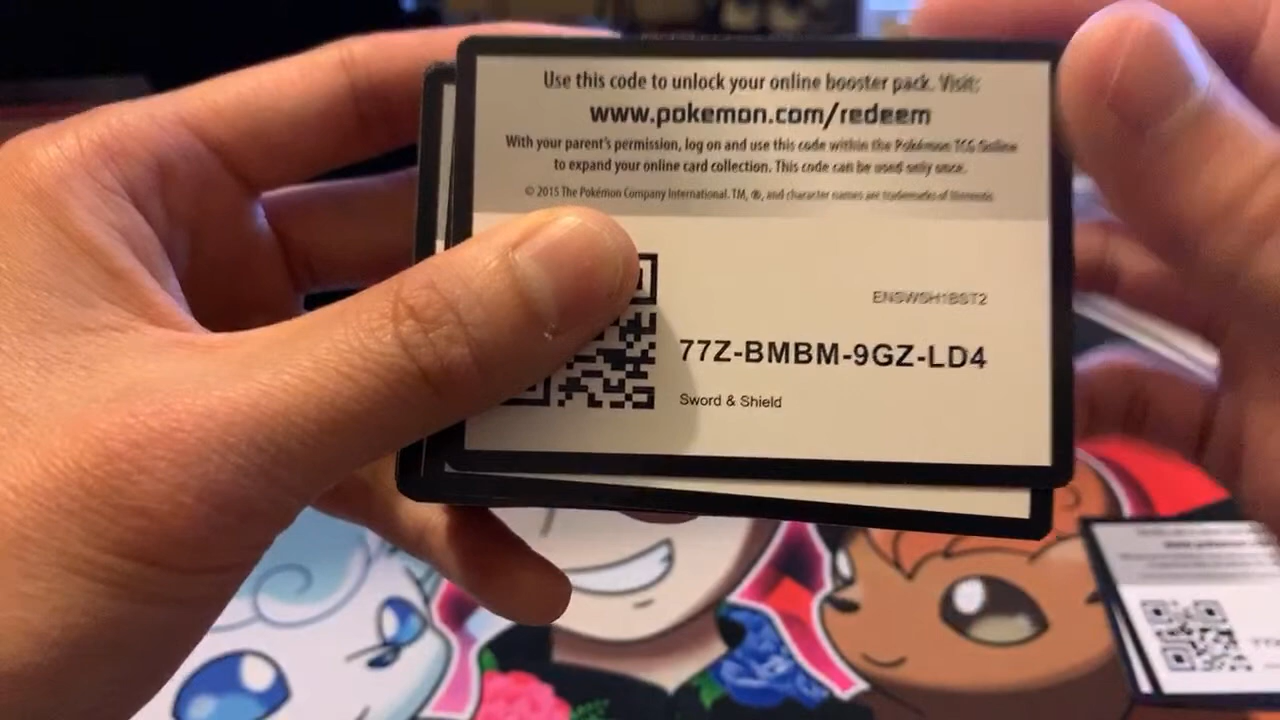 Use this code to unlock your online booster pack. Visit:
www.pokemon.com/redeem
With your parent's permission, log on and use this code within the Pokémon TCG Online
to expand your online card collection. This code can be used only once.
© 2015 The Pokémon Company International. TM, ®, and character names are trademarks of Nintendo.
ENSWSH1BST2
77Z-BMBM-9GZ-LD4
Sword & Shield